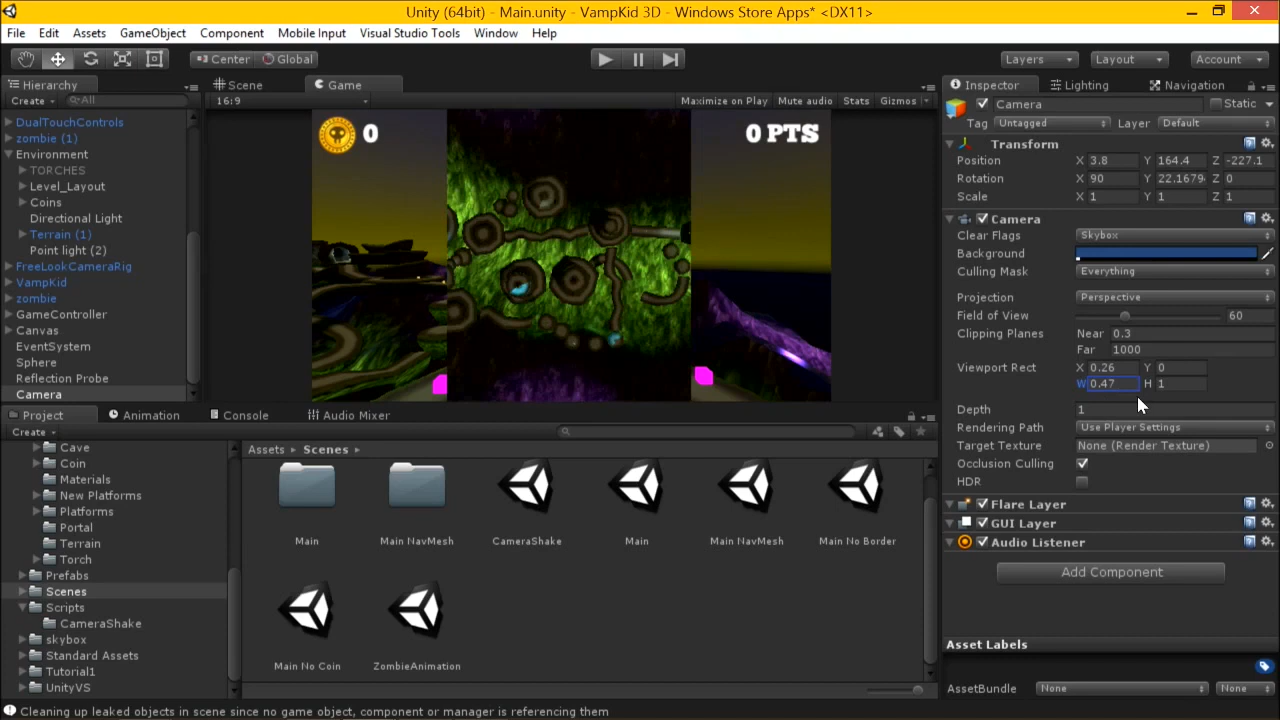 Unity (64bit) - Main.unity - VampKid 3D - Windows Store Apps* <DX11>
File Edit Assets GameObject Component Mobile Input Visual Studio Tools Window Help
Center Global Layers Layout Account
Hierarchy Scene Game Inspector Lighting Navigation
Create All 16:9 Maximize on Play Mute audio Stats Gizmos Camera Static
Tag Untagged Layer Default
DualTouchControls
zombie (1)
Environment
TORCHES
Level_Layout
Coins
Directional Light
Terrain (1)
Point light (2)
FreeLookCameraRig
VampKid
zombie
GameController
Canvas
EventSystem
Sphere
Reflection Probe
Camera
0 0 PTS
Transform
Position X 3.8 Y 164.4 Z -227.1
Rotation X 90 Y 22.1679 Z 0
Scale X 1 Y 1 Z 1
Camera
Clear Flags Skybox
Background
Culling Mask Everything
Projection Perspective
Field of View 60
Clipping Planes Near 0.3
Far 1000
Viewport Rect X 0.26 Y 0
W 0.47 H 1
Depth 1
Rendering Path Use Player Settings
Target Texture None (Render Texture)
Occlusion Culling
HDR
Flare Layer
GUI Layer
Audio Listener
Add Component
Asset Labels
AssetBundle None None
Project Animation Console Audio Mixer
Create
Cave
Coin
Materials
New Platforms
Platforms
Portal
Terrain
Torch
Prefabs
Scenes
Scripts
CameraShake
skybox
Standard Assets
Tutorial1
UnityVS
Assets Scenes
Main Main NavMesh CameraShake Main Main NavMesh Main No Border
Main No Coin ZombieAnimation
Cleaning up leaked objects in scene since no game object, component or manager is referencing them